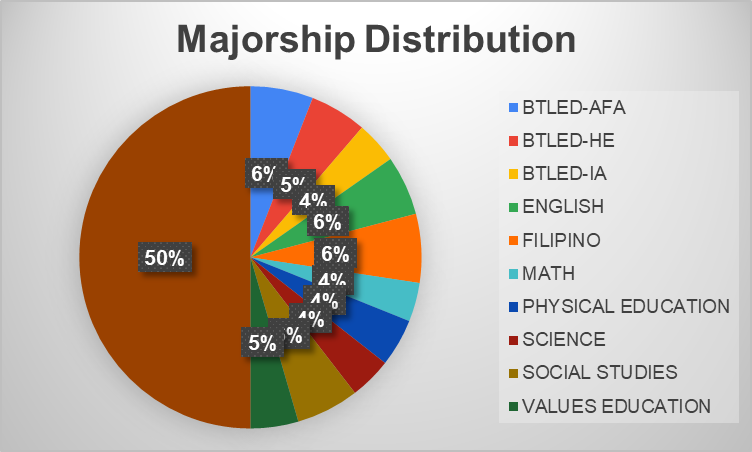 Majorship Distribution
6%
5%
4%
6%
6%
4%
4%
4%
5%
50%
BTLED-AFA
BTLED-HE
BTLED-IA
ENGLISH
FILIPINO
MATH
PHYSICAL EDUCATION
SCIENCE
SOCIAL STUDIES
VALUES EDUCATION